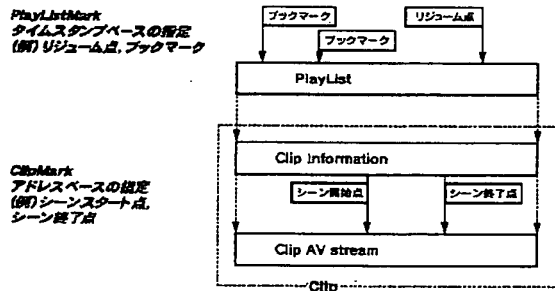 PlayListMark
タイムスタンプベースの指定
(例)リジューム点,ブックマーク
ブックマーク
ブックマーク
リジューム点
PlayList
ClipMark
アドレスベースの指定
(例)シーンスタート点,
シーン終了点
Clip Information
シーン開始点
シーン終了点
Clip AV stream
Clip